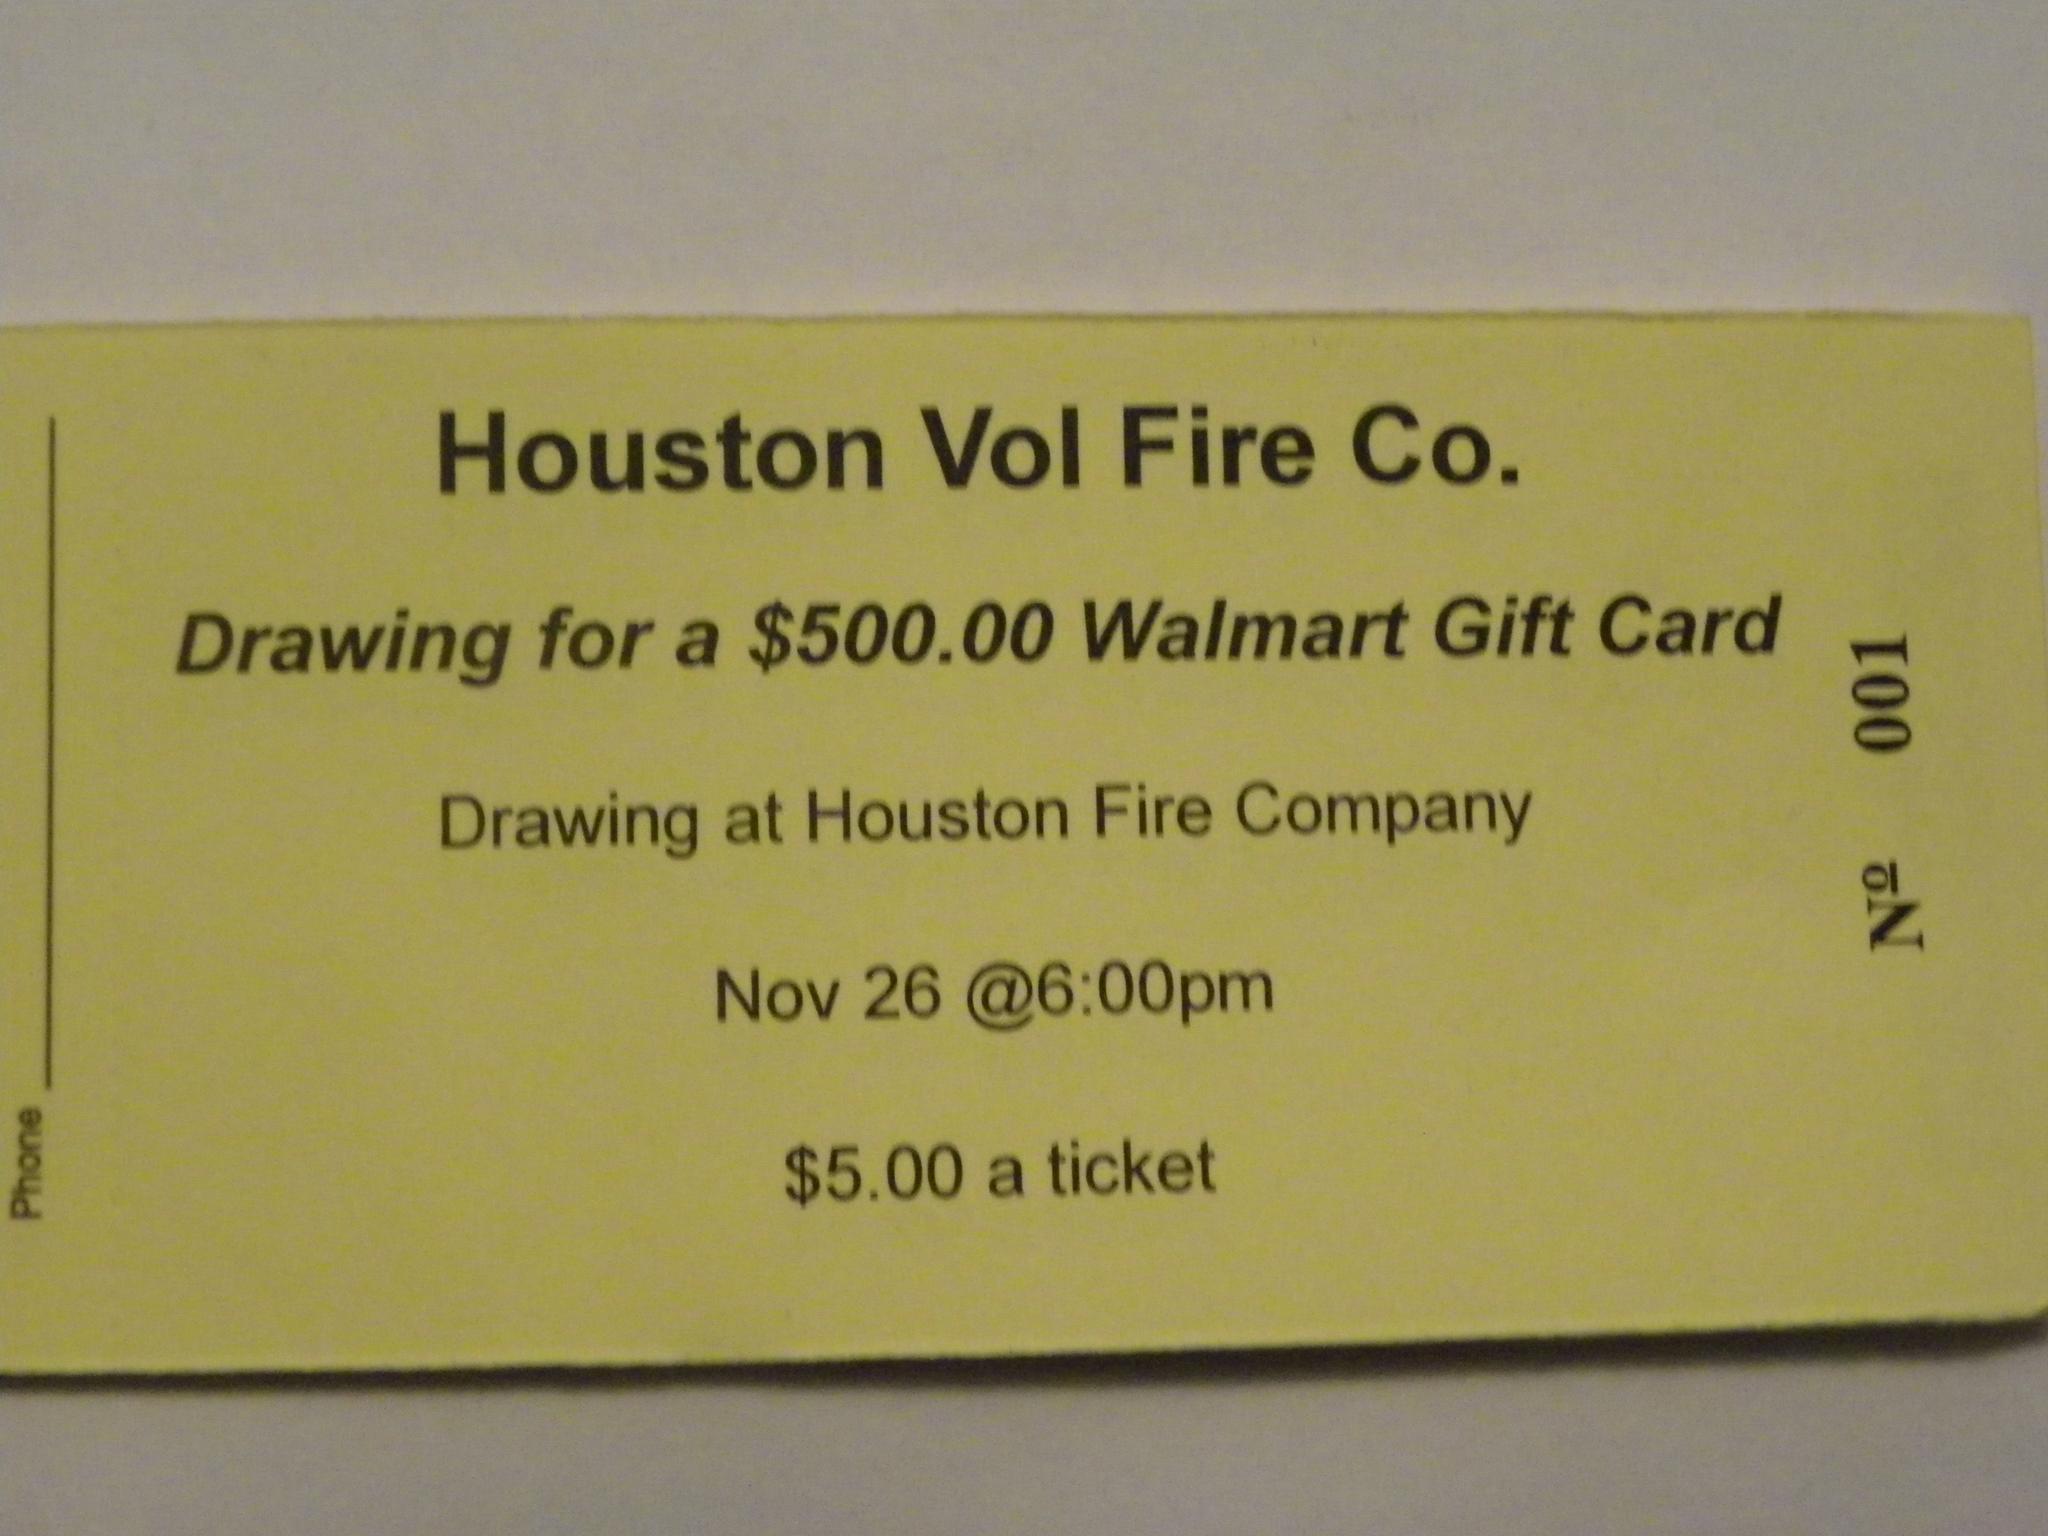 Phone
Houston Vol Fire Co.
Drawing for a $500.00 Walmart Gift Card
Drawing at Houston Fire Company
Nov 26 @6:00pm
$5.00 a ticket
Nº 001